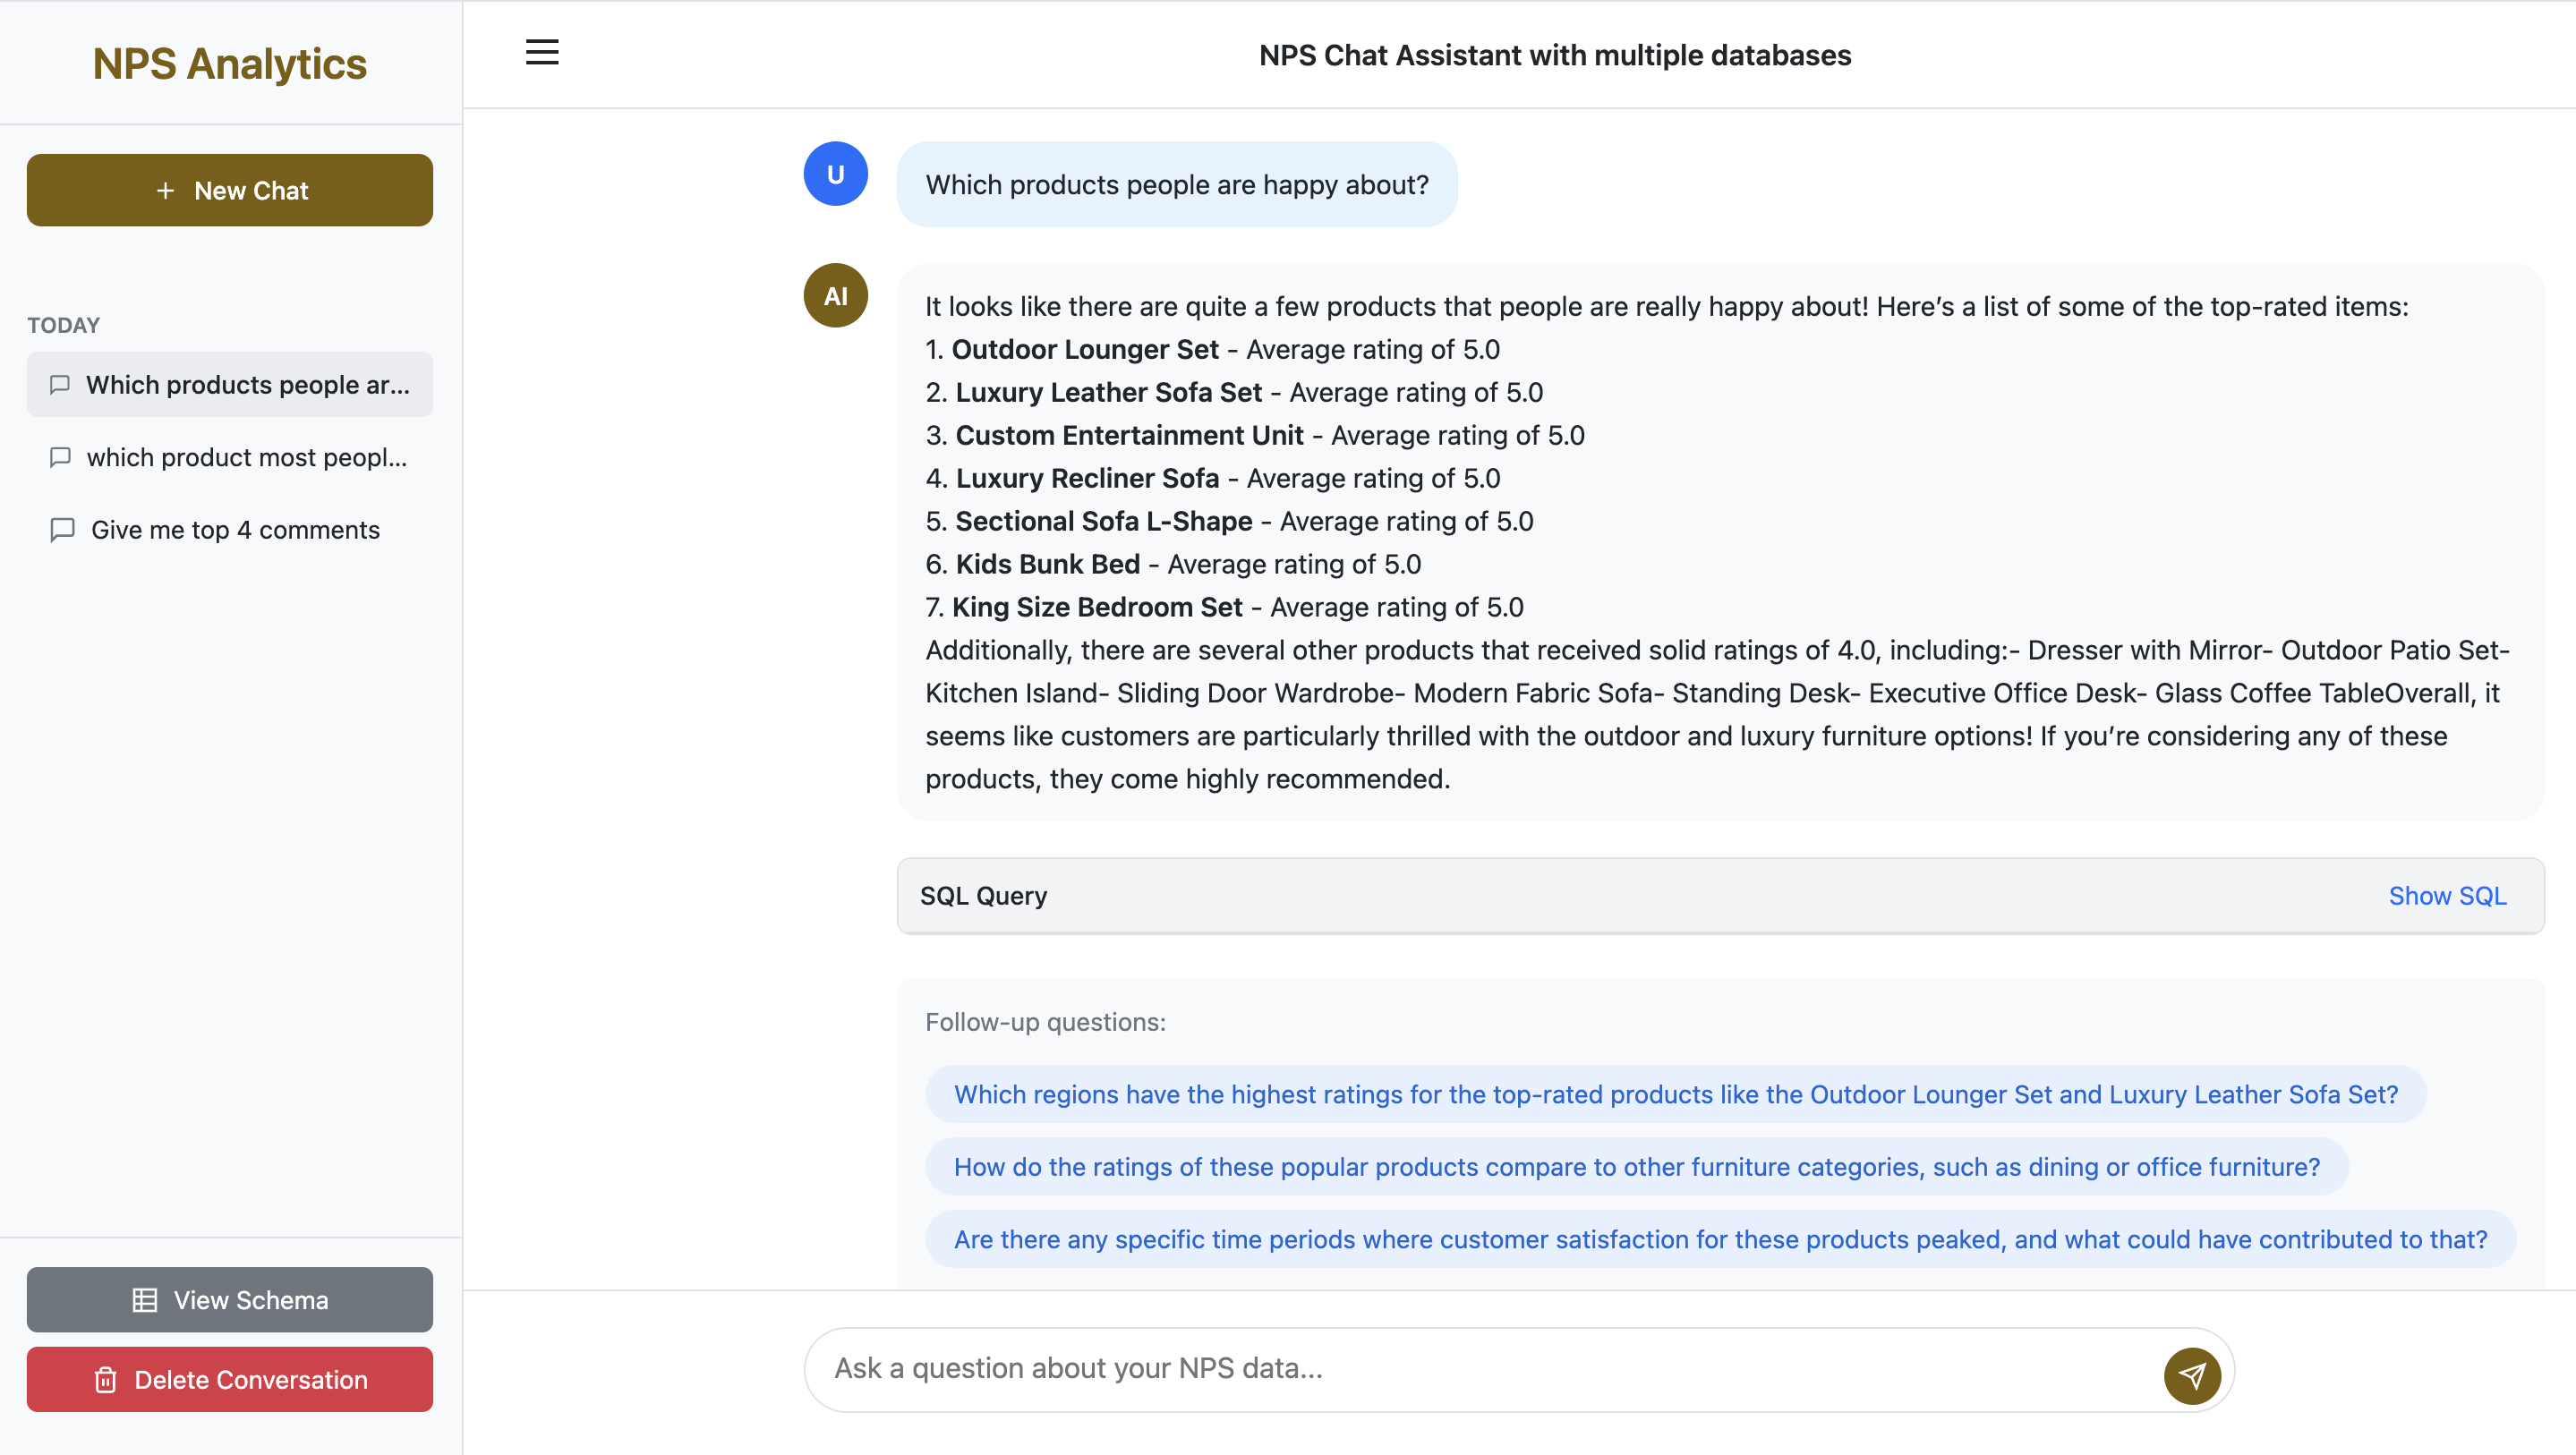 NPS Analytics
+ New Chat
TODAY
Which products people ar...
which product most peopl...
Give me top 4 comments
View Schema
Delete Conversation
NPS Chat Assistant with multiple databases
U
Which products people are happy about?
AI
It looks like there are quite a few products that people are really happy about! Here’s a list of some of the top-rated items:
1. Outdoor Lounger Set - Average rating of 5.0
2. Luxury Leather Sofa Set - Average rating of 5.0
3. Custom Entertainment Unit - Average rating of 5.0
4. Luxury Recliner Sofa - Average rating of 5.0
5. Sectional Sofa L-Shape - Average rating of 5.0
6. Kids Bunk Bed - Average rating of 5.0
7. King Size Bedroom Set - Average rating of 5.0
Additionally, there are several other products that received solid ratings of 4.0, including:- Dresser with Mirror- Outdoor Patio Set-
Kitchen Island- Sliding Door Wardrobe- Modern Fabric Sofa- Standing Desk- Executive Office Desk- Glass Coffee TableOverall, it
seems like customers are particularly thrilled with the outdoor and luxury furniture options! If you’re considering any of these
products, they come highly recommended.
SQL Query
Show SQL
Follow-up questions:
Which regions have the highest ratings for the top-rated products like the Outdoor Lounger Set and Luxury Leather Sofa Set?
How do the ratings of these popular products compare to other furniture categories, such as dining or office furniture?
Are there any specific time periods where customer satisfaction for these products peaked, and what could have contributed to that?
Ask a question about your NPS data...